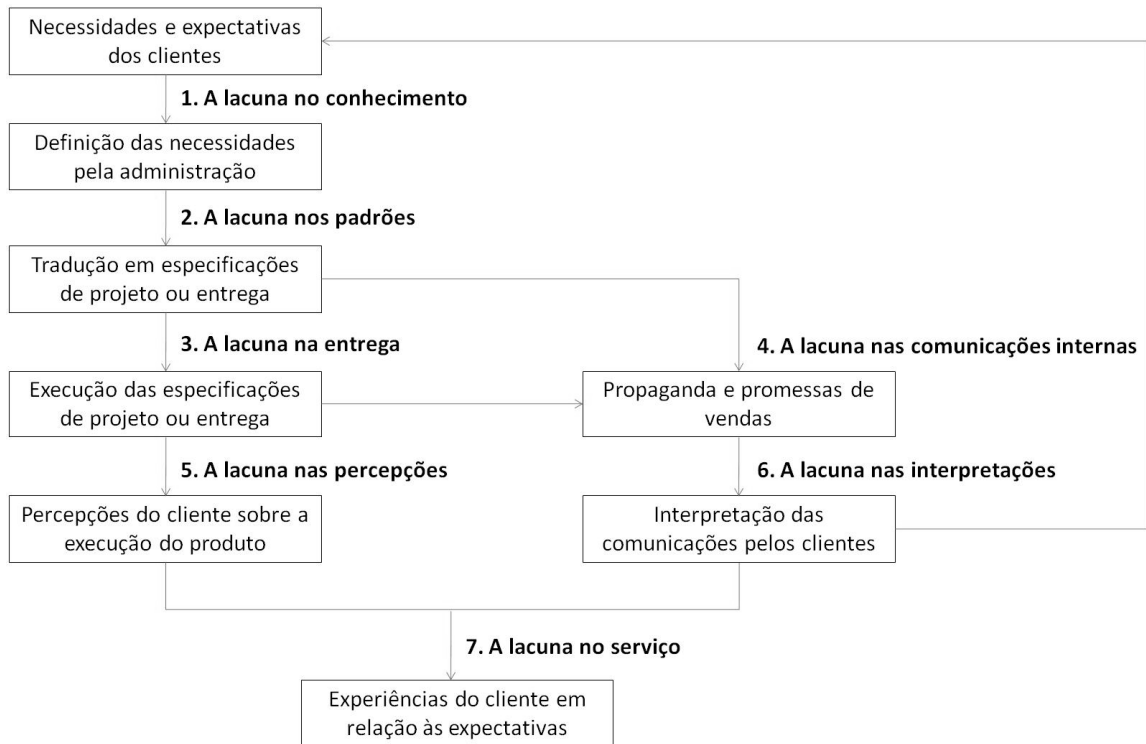 Necessidades e expectativas
dos clientes
1. A lacuna no conhecimento
Definição das necessidades
pela administração
2. A lacuna nos padrões
Tradução em especificações
de projeto ou entrega
3. A lacuna na entrega
4. A lacuna nas comunicações internas
Execução das especificações
de projeto ou entrega
Propaganda e promessas de
vendas
5. A lacuna nas percepções
6. A lacuna nas interpretações
Percepções do cliente sobre a
execução do produto
Interpretação das
comunicações pelos clientes
7. A lacuna no serviço
Experiências do cliente em
relação às expectativas